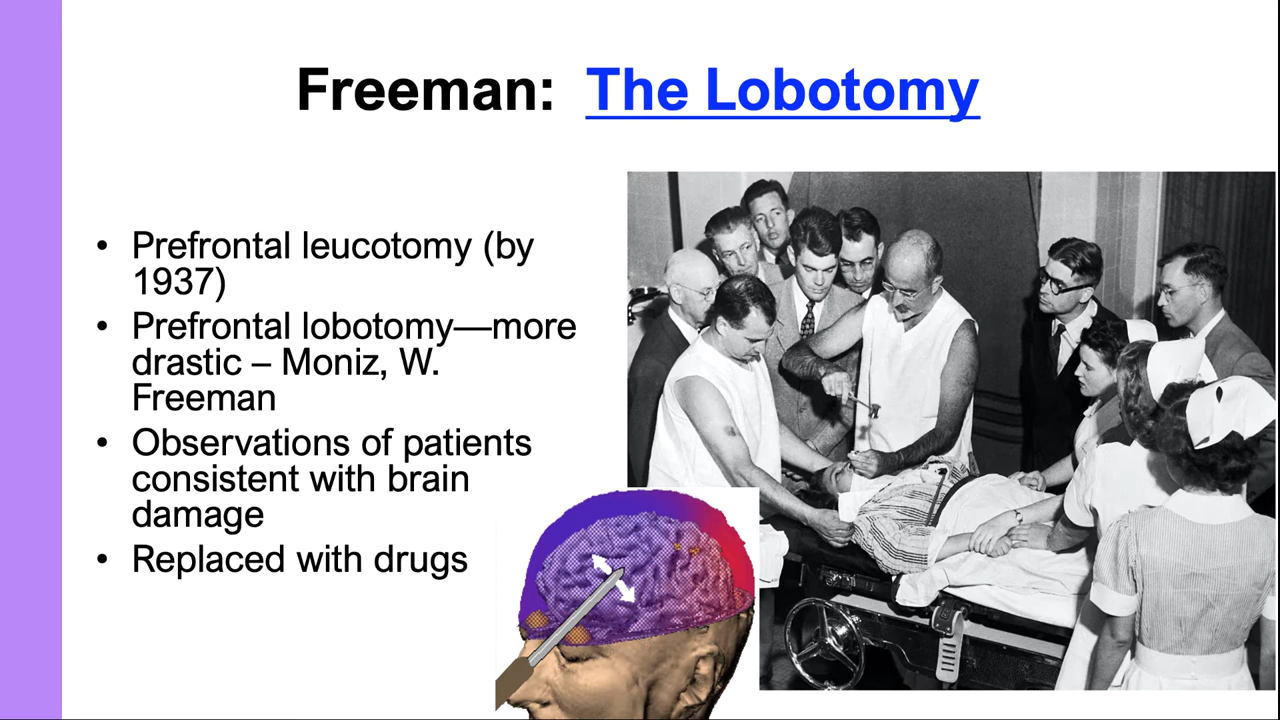 Freeman: The Lobotomy
• Prefrontal leucotomy (by
1937)
• Prefrontal lobotomy—more
drastic – Moniz, W.
Freeman
• Observations of patients
consistent with brain
damage
• Replaced with drugs